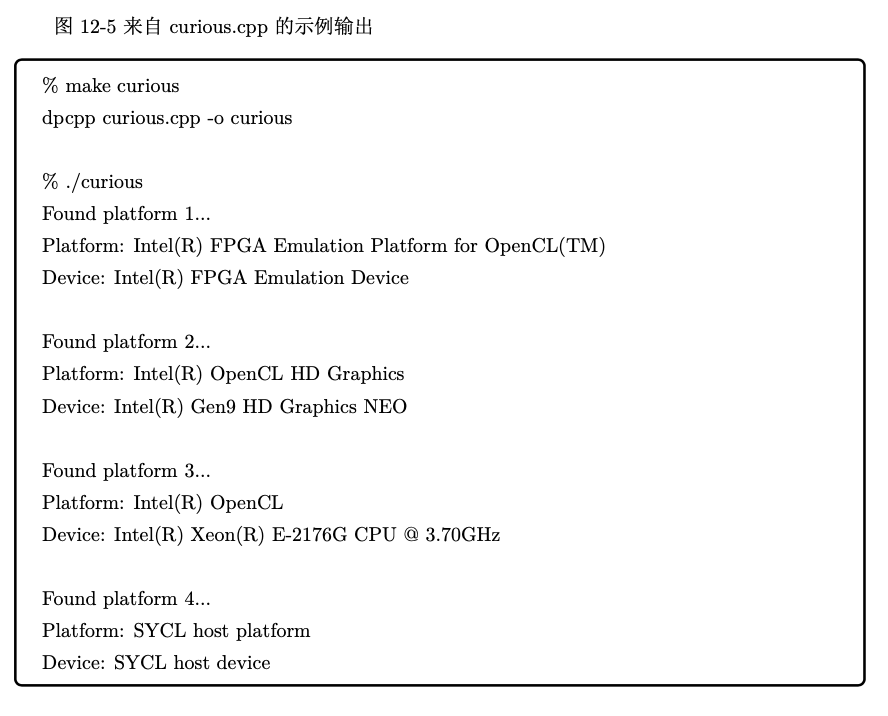 图 12-5 来自 curious.cpp 的示例输出
% make curious
dpcpp curious.cpp -o curious
% ./curious
Found platform 1...
Platform: Intel(R) FPGA Emulation Platform for OpenCL(TM)
Device: Intel(R) FPGA Emulation Device
Found platform 2...
Platform: Intel(R) OpenCL HD Graphics
Device: Intel(R) Gen9 HD Graphics NEO
Found platform 3...
Platform: Intel(R) OpenCL
Device: Intel(R) Xeon(R) E-2176G CPU @ 3.70GHz
Found platform 4...
Platform: SYCL host platform
Device: SYCL host device